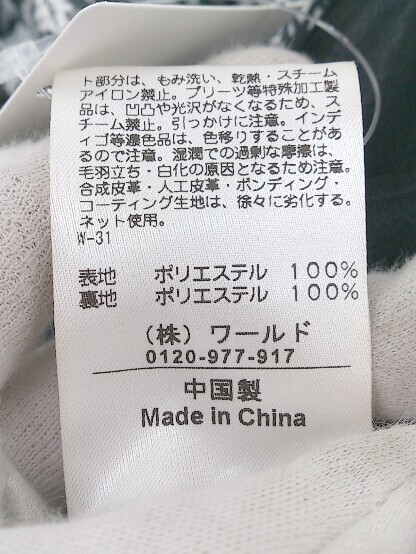 ト部分は、もみ洗い、乾熱・スチーム
アイロン禁止。プリーツ等特殊加工製
品は、凹凸や光沢がなくなるため、ス
チーム禁止。引っかけに注意。インデ
ィゴ等濃色品は、色移りすることがあ
るので注意。湿潤での過剰な摩擦は、
毛羽立ち・白化の原因となるため注意。
合成皮革・人工皮革・ボンディング・
コーティング生地は、徐々に劣化する。
ネット使用。
W-31
表地 ポリエステル 100%
裏地 ポリエステル 100%
(株) ワールド
0120-977-917
中国製
Made in China